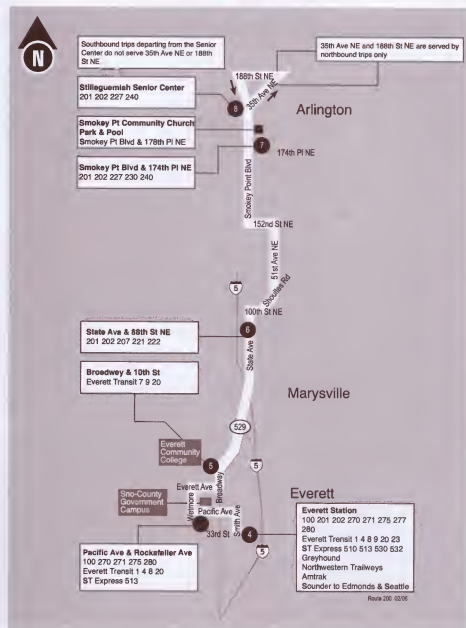 N
Southbound trips departing from the Senior
Center do not serve 35th Ave NE or 188th
St NE
35th Ave NE and 188th St NE are served by
northbound trips only
188th St NE
35th Ave NE
Stilleguemish Senior Center
201 202 227 240
8
Arlington
Smokey Pt Community Church
Park & Pool
Smokey Pt Blvd & 178th Pl NE
7
174th Pl NE
Smokey Pt Blvd & 174th Pl NE
201 202 227 230 240
Smokey Point Blvd
152nd St NE
51st Ave NE
Shoultes Rd
5
100th St NE
State Ava & 88th St NE
201 202 207 221 222
6
State Ave
Broedwey & 10th St
Everett Transit 7 9 20
Marysville
529
Everett
Community
College
5
5
Everett Ave
Broadway
Sno-County
Government
Campus
Wetmore
Pacific Ave
Smith Ave
33rd St
4
5
Everett
Everett Station
100 201 202 270 271 275 277
280
Everett Transit 1 4 8 9 20 23
ST Express 510 513 530 532
Greyhound
Northwestern Trailweys
Amtrak
Sounder to Edmonds & Seattle
Pacific Ave & Rockafeller Ave
100 270 271 275 280
Everett Transit 1 4 8 20
ST Express 513
Route 200 02/06